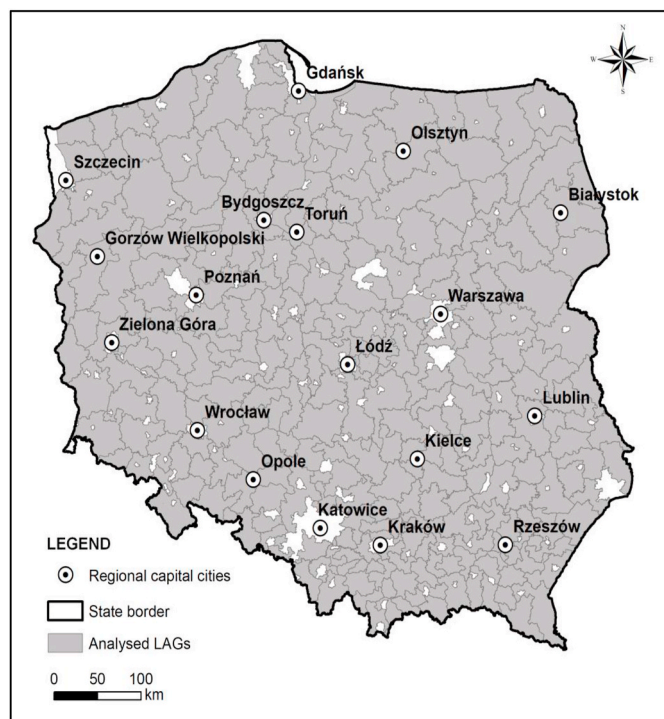 N
W E
S
Gdańsk
Olsztyn
Szczecin
Białystok
Bydgoszcz
Toruń
Gorzów Wielkopolski
Poznań
Warszawa
Zielona Góra
Łódź
Lublin
Wrocław
Kielce
Opole
Katowice
Kraków
Rzeszów
LEGEND
Regional capital cities
State border
Analysed LAGs
0 50 100
km